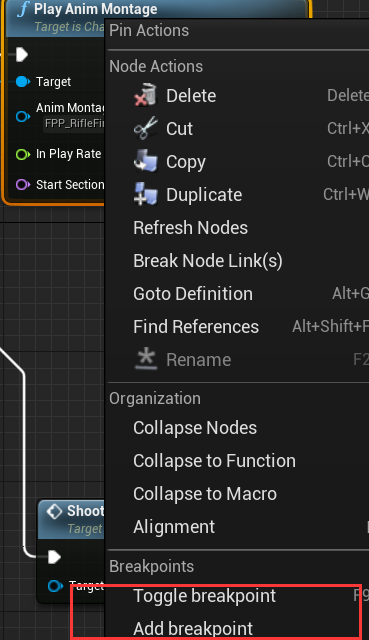 Play Anim Montage
Target is Cha
Target
Anim Montag
FPP_RifleFi
In Play Rate
Start Section
Pin Actions
Node Actions
Delete Delete
Cut Ctrl+X
Copy Ctrl+C
Duplicate Ctrl+W
Refresh Nodes
Break Node Link(s)
Goto Definition Alt+G
Find References Alt+Shift+F
Rename F2
Organization
Collapse Nodes
Collapse to Function
Collapse to Macro
Alignment
Shoot
Target
Target
Breakpoints
Toggle breakpoint F9
Add breakpoint